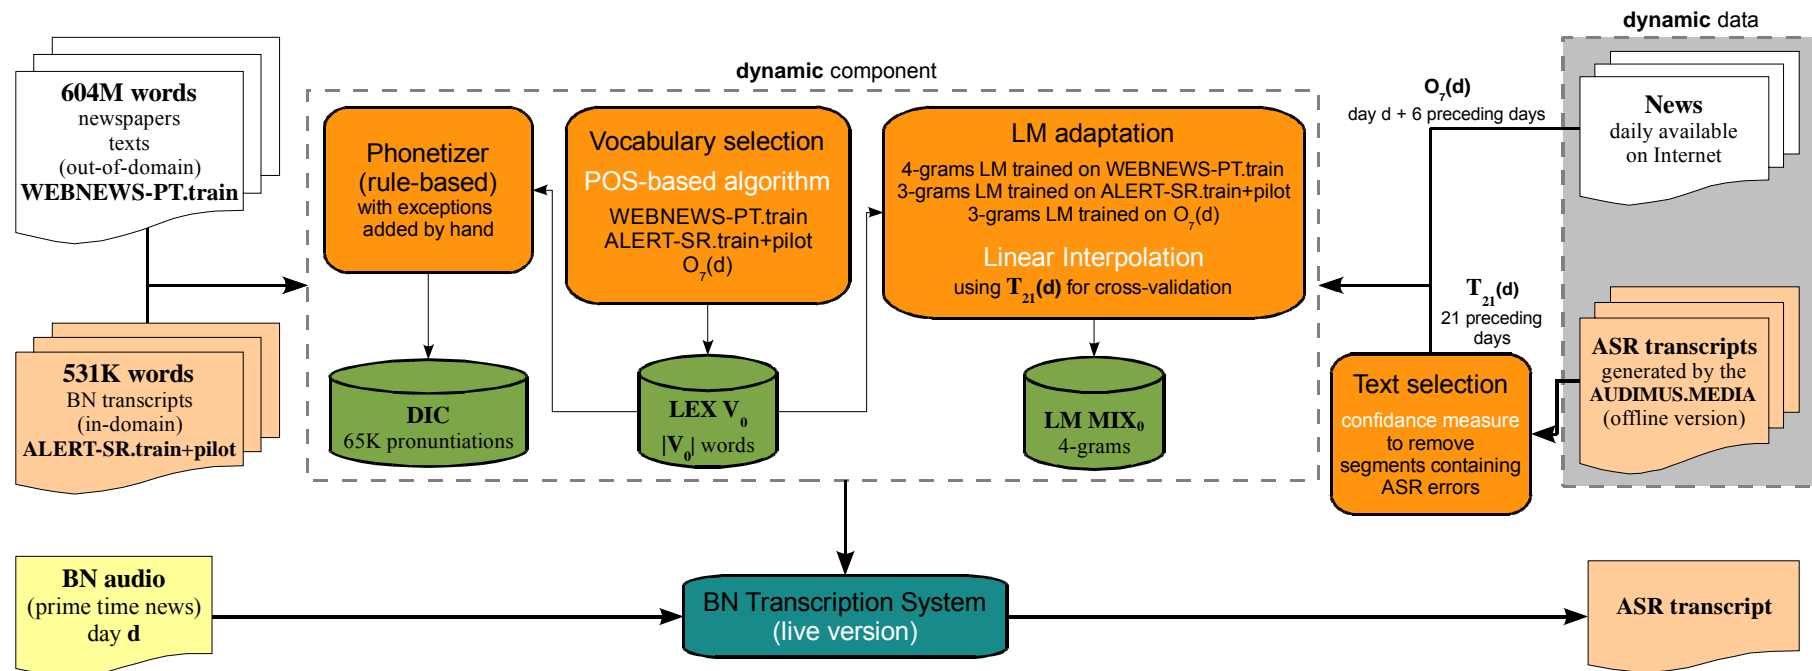 dynamic data
dynamic component
604M words
newspapers
texts
(out-of-domain)
WEBNEWS-PT.train
531K words
BN transcripts
(in-domain)
ALERT-SR.train+pilot
Phonetizer
(rule-based)
with exceptions
added by hand
Vocabulary selection
POS-based algorithm
WEBNEWS-PT.train
ALERT-SR.train+pilot
O7(d)
LM adaptation
4-grams LM trained on WEBNEWS-PT.train
3-grams LM trained on ALERT-SR.train+pilot
3-grams LM trained on O7(d)
Linear Interpolation
using T21(d) for cross-validation
DIC
65K pronuntiations
LEX V0
|V0| words
LM MIX0
4-grams
O7(d)
day d + 6 preceding days
T21(d)
21 preceding
days
Text selection
confidance measure
to remove
segments containing
ASR errors
News
daily available
on Internet
ASR transcripts
generated by the
AUDIMUS.MEDIA
(offline version)
BN audio
(prime time news)
day d
BN Transcription System
(live version)
ASR transcript